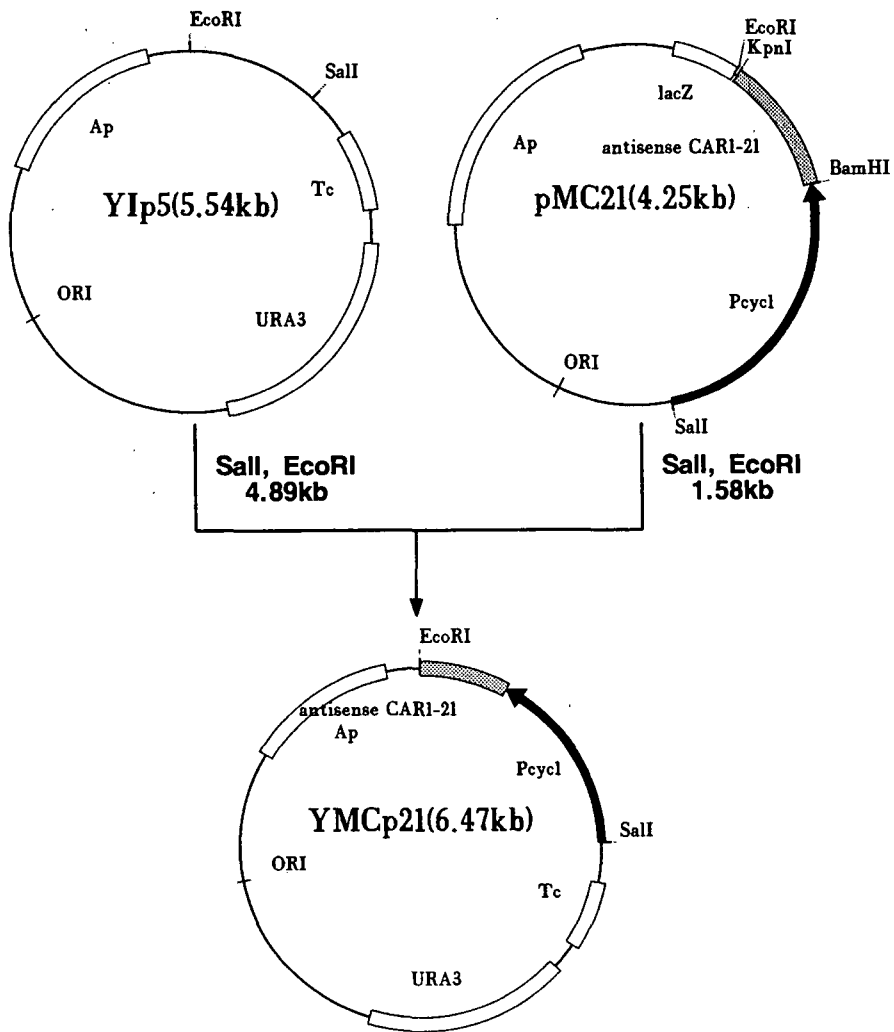 EcoRI
SalI
Ap
Tc
YIp5(5.54kb)
ORI
URA3
EcoRI
KpnI
lacZ
Ap
antisense CAR1-21
BamHI
pMC21(4.25kb)
Pcyc1
ORI
SalI
SalI, EcoRI
4.89kb
SalI, EcoRI
1.58kb
EcoRI
antisense CAR1-21
Ap
Pcyc1
YMCp21(6.47kb)
SalI
ORI
Tc
URA3